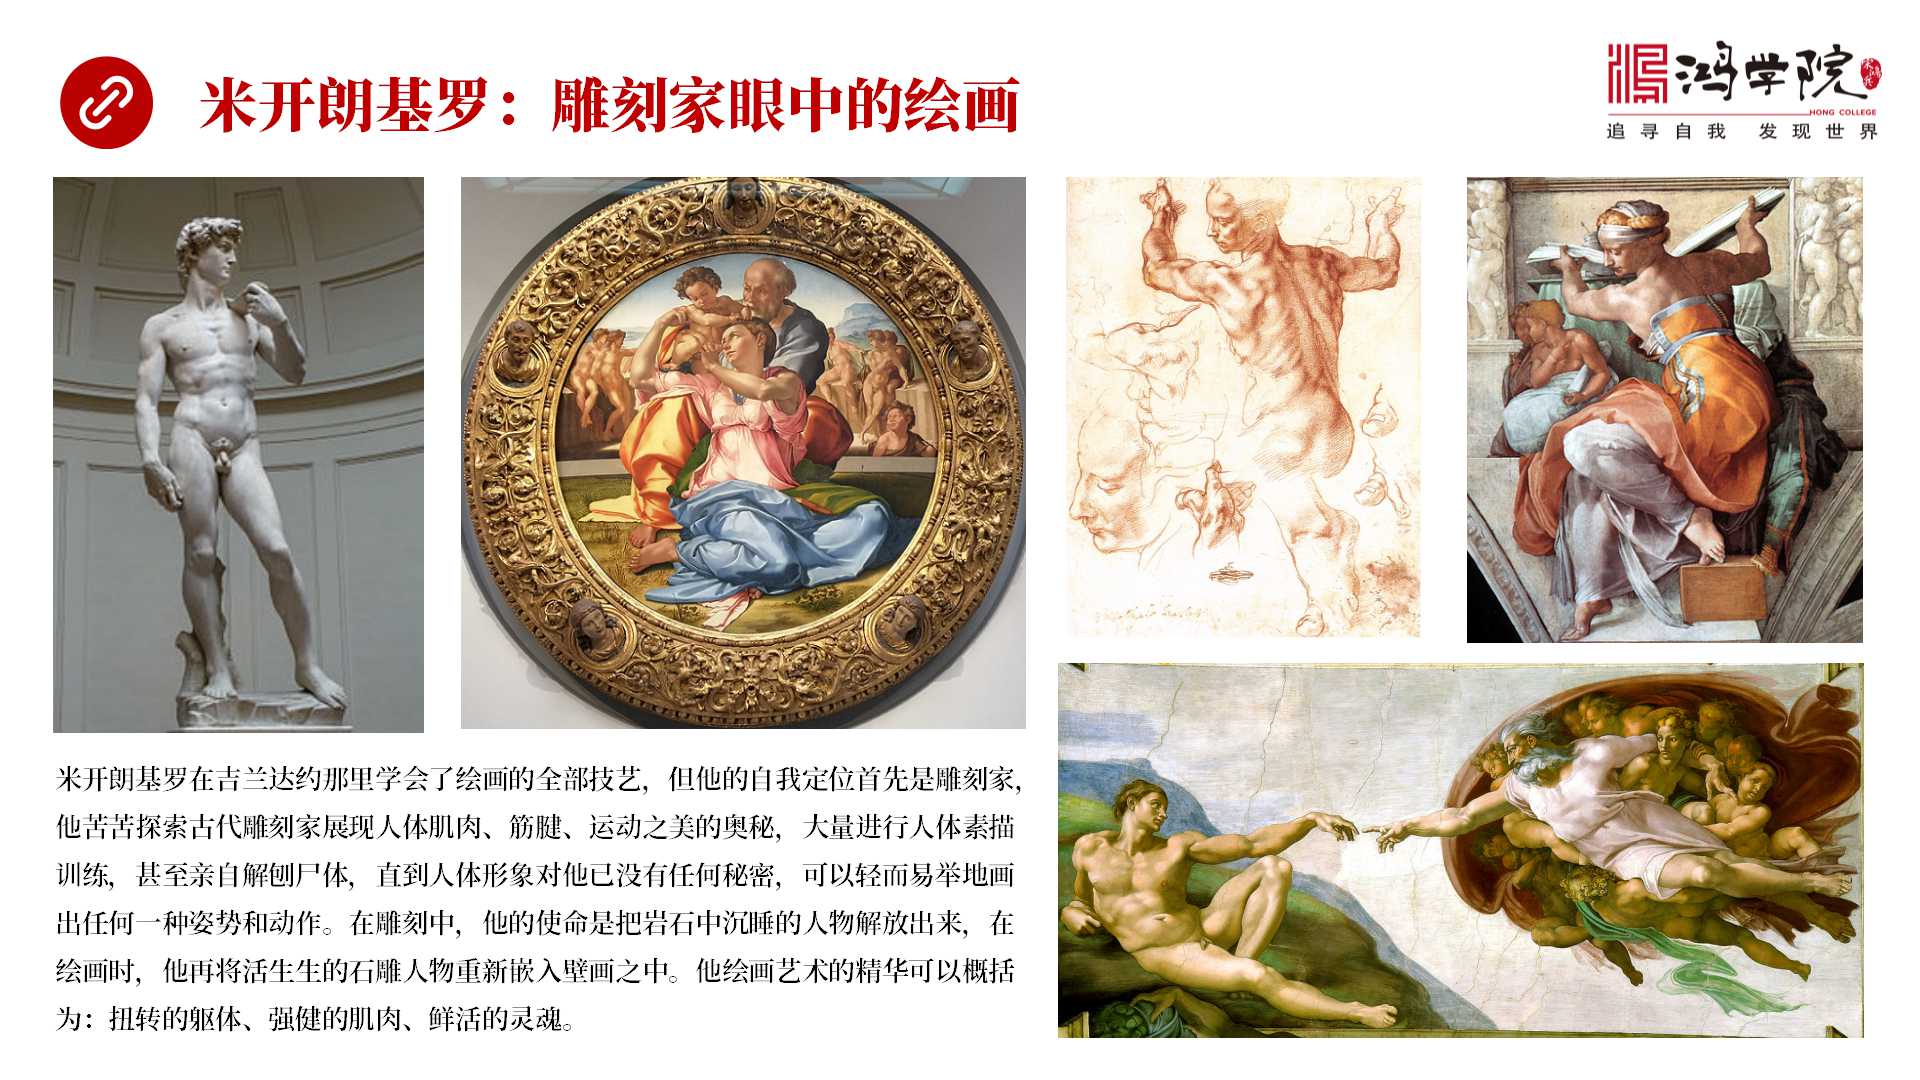 米开朗基罗：雕刻家眼中的绘画
鸿学院
HONG COLLEGE
追寻自我 发现世界
米开朗基罗在吉兰达约那里学会了绘画的全部技艺，但他的自我定位首先是雕刻家，
他苦苦探索古代雕刻家展现人体肌肉、筋腱、运动之美的奥秘，大量进行人体素描
训练，甚至亲自解刨尸体，直到人体形象对他已没有任何秘密，可以轻而易举地画
出任何一种姿势和动作。在雕刻中，他的使命是把岩石中沉睡的人物解放出来，在
绘画时，他再将活生生的石雕人物重新嵌入壁画之中。他绘画艺术的精华可以概括
为：扭转的躯体、强健的肌肉、鲜活的灵魂。